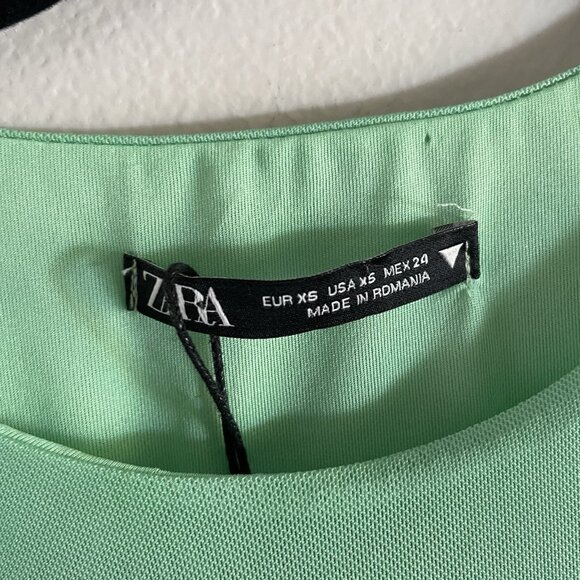 ZARA
EUR XS USA XS MEX 24
MADE IN ROMANIA